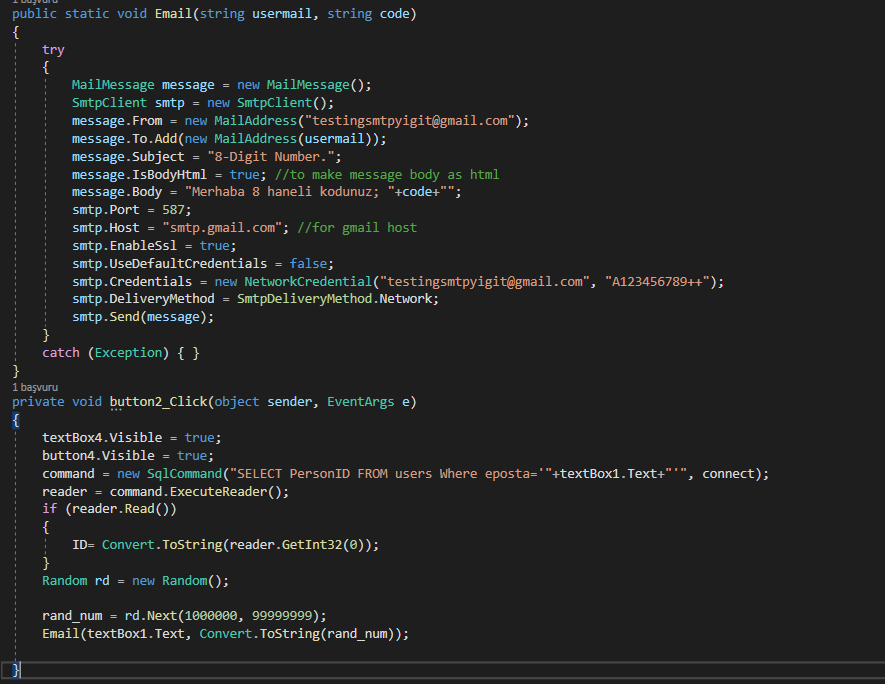 1 başvuru
public static void Email(string usermail, string code)
{
try
{
MailMessage message = new MailMessage();
SmtpClient smtp = new SmtpClient();
message.From = new MailAddress("testingsmtpyigit@gmail.com");
message.To.Add(new MailAddress(usermail));
message.Subject = "8-Digit Number.";
message.IsBodyHtml = true; //to make message body as html
message.Body = "Merhaba 8 haneli kodunuz; "+code+"";
smtp.Port = 587;
smtp.Host = "smtp.gmail.com"; //for gmail host
smtp.EnableSsl = true;
smtp.UseDefaultCredentials = false;
smtp.Credentials = new NetworkCredential("testingsmtpyigit@gmail.com", "A123456789++");
smtp.DeliveryMethod = SmtpDeliveryMethod.Network;
smtp.Send(message);
}
catch (Exception) { }
}
1 başvuru
private void button2_Click(object sender, EventArgs e)
{
textBox4.Visible = true;
button4.Visible = true;
command = new SqlCommand("SELECT PersonID FROM users Where eposta='"+textBox1.Text+"'", connect);
reader = command.ExecuteReader();
if (reader.Read())
{
ID= Convert.ToString(reader.GetInt32(0));
}
Random rd = new Random();
rand_num = rd.Next(1000000, 99999999);
Email(textBox1.Text, Convert.ToString(rand_num));
}